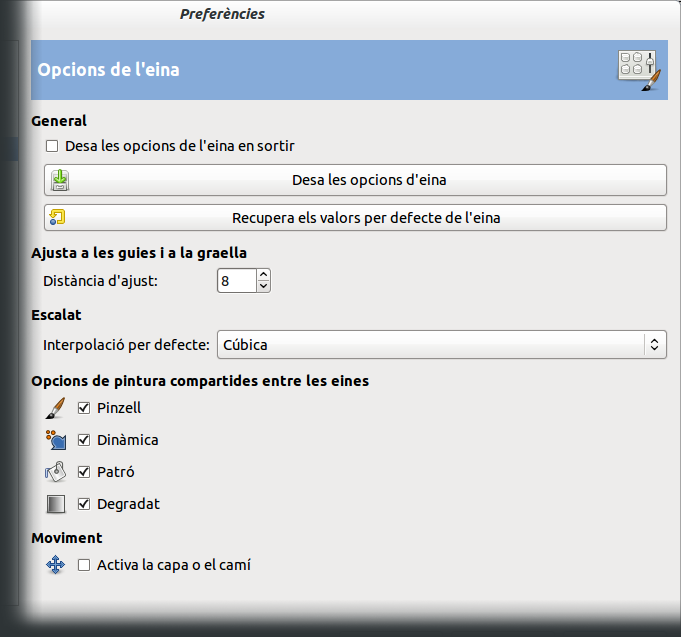 Preferències
Opcions de l'eina
General
Desa les opcions de l'eina en sortir
Desa les opcions d'eina
Recupera els valors per defecte de l'eina
Ajusta a les guies i a la graella
Distància d'ajust: 8
Escalat
Interpolació per defecte: Cúbica
Opcions de pintura compartides entre les eines
Pinzell
Dinàmica
Patró
Degradat
Moviment
Activa la capa o el camí